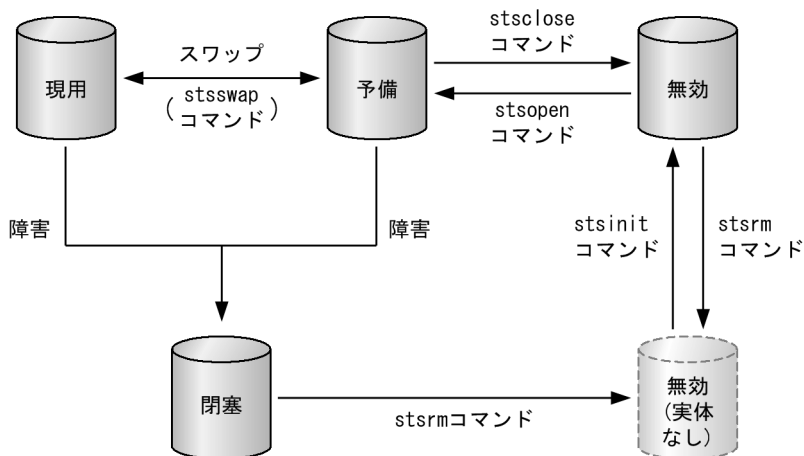 現用
スワップ
(stsswap
コマンド)
予備
stsclose
コマンド
stsopen
コマンド
無効
障害
障害
stsinit
コマンド
stsrm
コマンド
閉塞
stsrmコマンド
無効
(実体
なし)